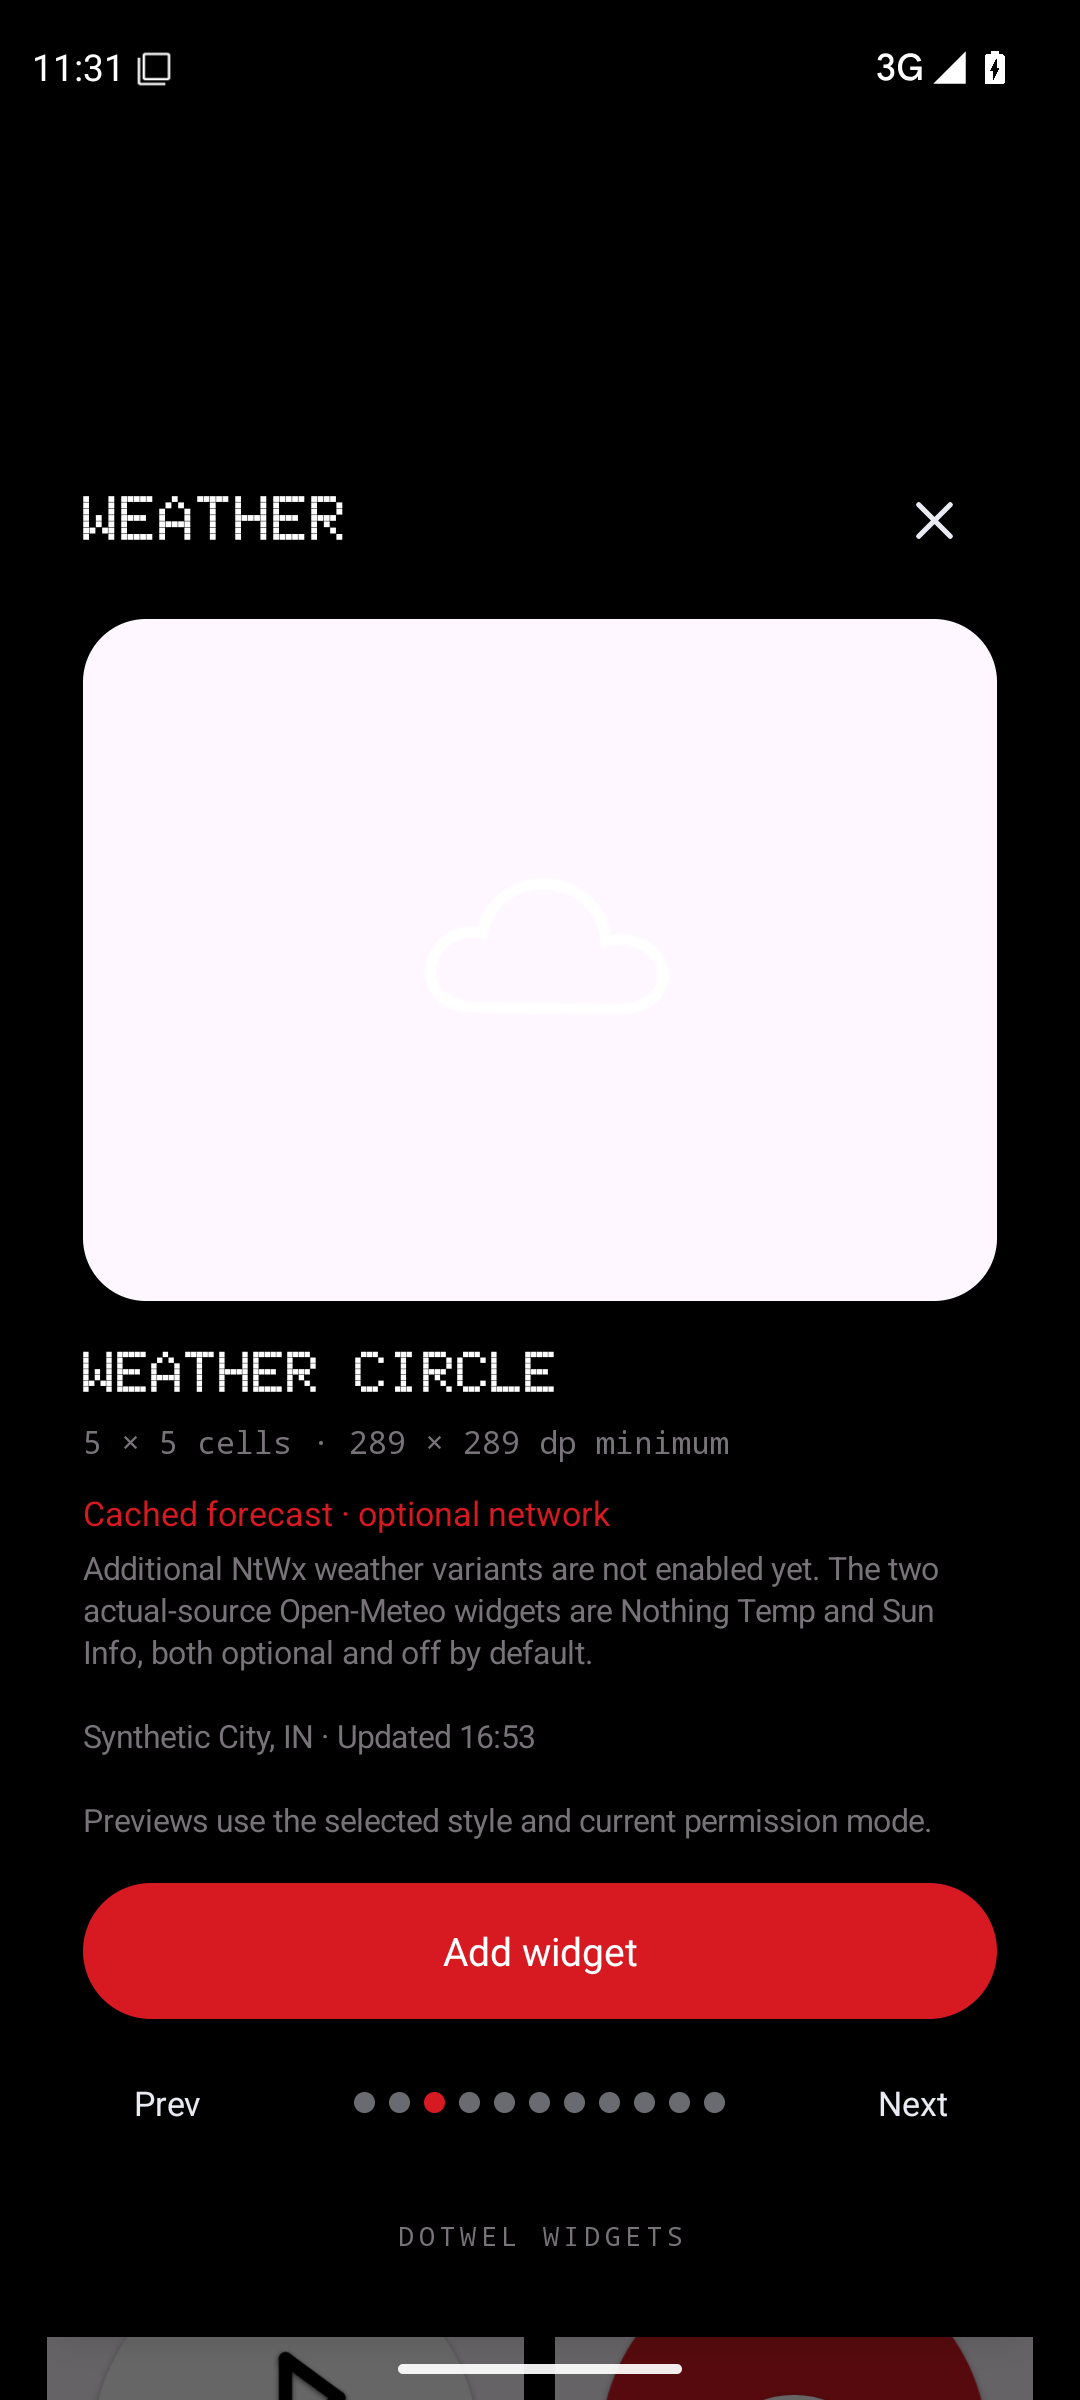 11:31
3G
WEATHER
WEATHER CIRCLE
5 × 5 cells · 289 × 289 dp minimum
Cached forecast · optional network
Additional NtWx weather variants are not enabled yet. The two
actual-source Open-Meteo widgets are Nothing Temp and Sun
Info, both optional and off by default.
Synthetic City, IN · Updated 16:53
Previews use the selected style and current permission mode.
Add widget
Prev
Next
DOTWEL WIDGETS